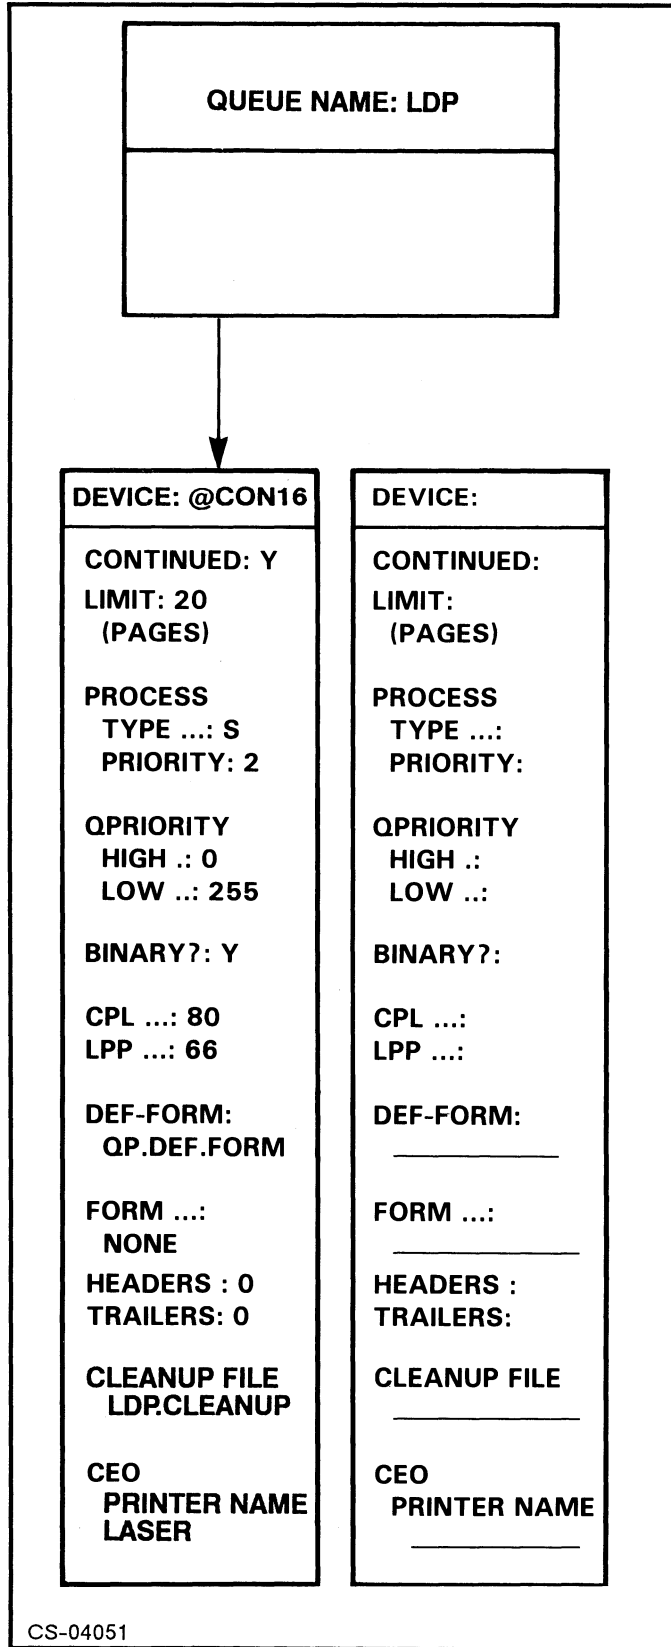 QUEUE NAME: LDP
DEVICE: @CON16
CONTINUED: Y
LIMIT: 20
(PAGES)
PROCESS
TYPE ...: S
PRIORITY: 2
QPRIORITY
HIGH .: 0
LOW ..: 255
BINARY?: Y
CPL ...: 80
LPP ...: 66
DEF-FORM:
QP.DEF.FORM
FORM ...:
NONE
HEADERS : 0
TRAILERS: 0
CLEANUP FILE
LDP.CLEANUP
CEO
PRINTER NAME
LASER
DEVICE:
CONTINUED:
LIMIT:
(PAGES)
PROCESS
TYPE ...:
PRIORITY:
QPRIORITY
HIGH .:
LOW ..:
BINARY?:
CPL ...:
LPP ...:
DEF-FORM:
FORM ...:
HEADERS :
TRAILERS:
CLEANUP FILE
CEO
PRINTER NAME
CS-04051